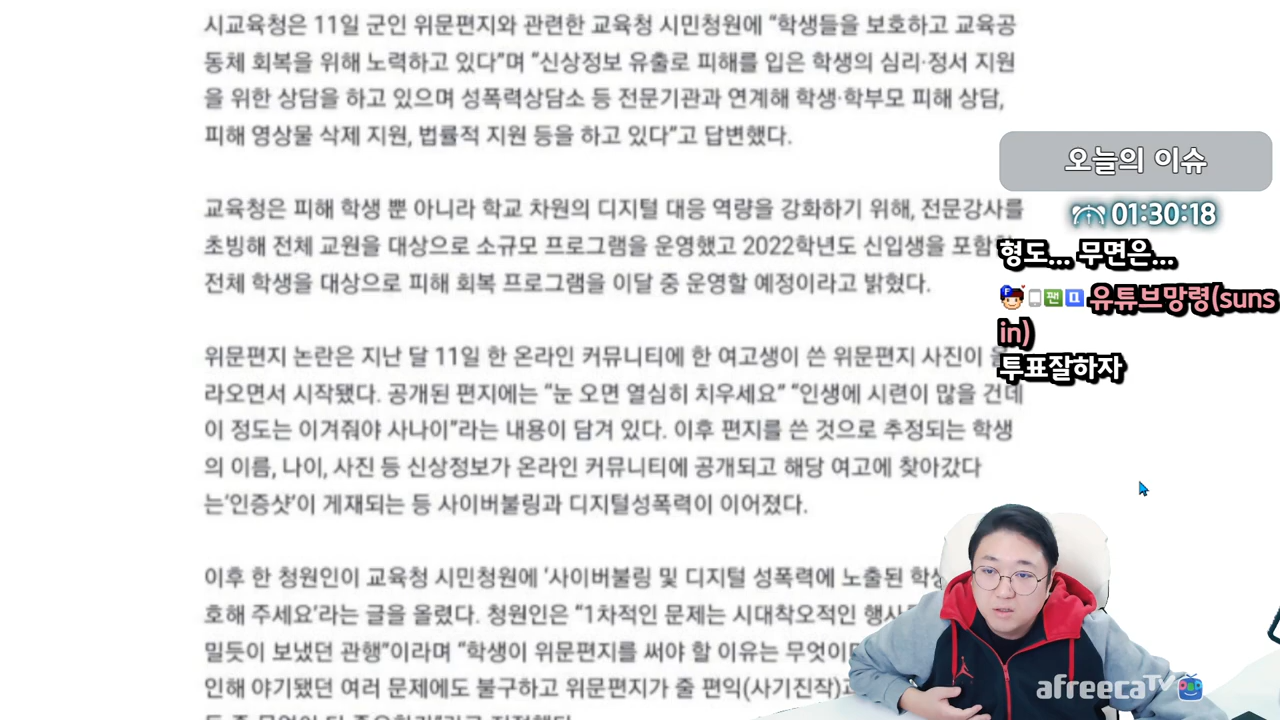 시교육청은 11일 군인 위문편지와 관련한 교육청 시민청원에 “학생들을 보호하고 교육공
동체 회복을 위해 노력하고 있다”며 “신상정보 유출로 피해를 입은 학생의 심리·정서 지원
을 위한 상담을 하고 있으며 성폭력상담소 등 전문기관과 연계해 학생·학부모 피해 상담,
피해 영상물 삭제 지원, 법률적 지원 등을 하고 있다”고 답변했다.
교육청은 피해 학생 뿐 아니라 학교 차원의 디지털 대응 역량을 강화하기 위해, 전문강사를
초빙해 전체 교원을 대상으로 소규모 프로그램을 운영했고 2022학년도 신입생을
전체 학생을 대상으로 피해 회복 프로그램을 이달 중 운영할 예정이라고 밝혔다.
위문편지 논란은 지난 달 11일 한 온라인 커뮤니티에 한 여고생이 쓴 위문편지 사진이
라오면서 시작됐다. 공개된 편지에는 “눈 오면 열심히 치우세요” “인생에 시련이 많을 건데
이 정도는 이겨줘야 사나이”라는 내용이 담겨 있다. 이후 편지를 쓴 것으로 추정되는 학생
의 이름, 나이, 사진 등 신상정보가 온라인 커뮤니티에 공개되고 해당 여고에 찾아갔다
는‘인증샷’이 게재되는 등 사이버불링과 디지털성폭력이 이어졌다.
이후 한 청원인이 교육청 시민청원에 ‘사이버불링 및 디지털 성폭력에 노출된
호해 주세요’라는 글을 올렸다. 청원인은 “1차적인 문제는 시대착오적인
밀듯이 보냈던 관행”이라며 “학생이 위문편지를 써야 할 이유는
인해 야기됐던 여러 문제에도 불구하고 위문편지가 줄 편익(사기진작)
오늘의 이슈
01:30:18
형도... 무면은...
팬 유튜브망령(suns
in)
투표잘하자
afreecaTV